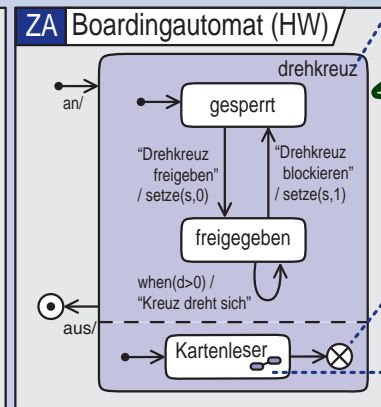 ZA Boardingautomat (HW)
drehkreuz
an/
gesperrt
“Drehkreuz
freigeben”
/ setze(s,0)
“Drehkreuz
blockieren”
/ setze(s,1)
freigegeben
when(d>0) /
“Kreuz dreht sich”
aus/
Kartenleser